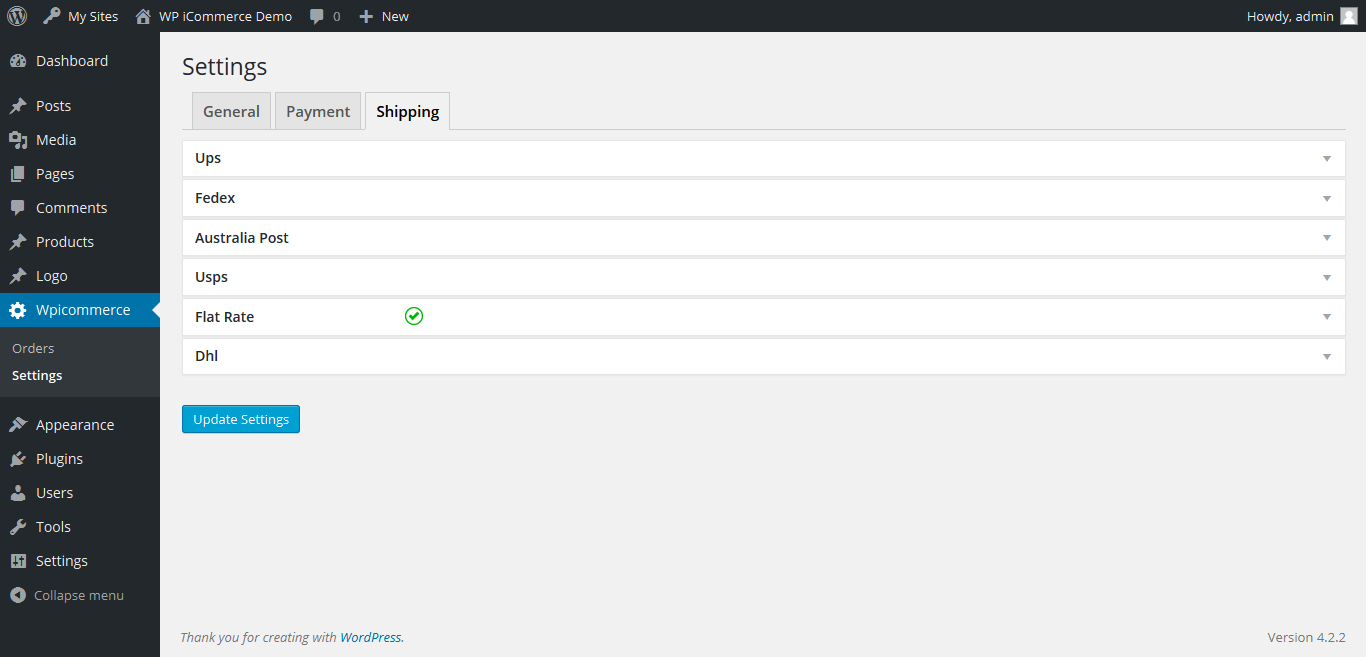 My Sites WP iCommerce Demo 0 New Howdy, admin
Dashboard
Posts
Media
Pages
Comments
Products
Logo
Wpicommerce
Orders
Settings
Appearance
Plugins
Users
Tools
Settings
Collapse menu
Settings
General Payment Shipping
Ups
Fedex
Australia Post
Usps
Flat Rate
Dhl
Update Settings
Thank you for creating with WordPress. Version 4.2.2